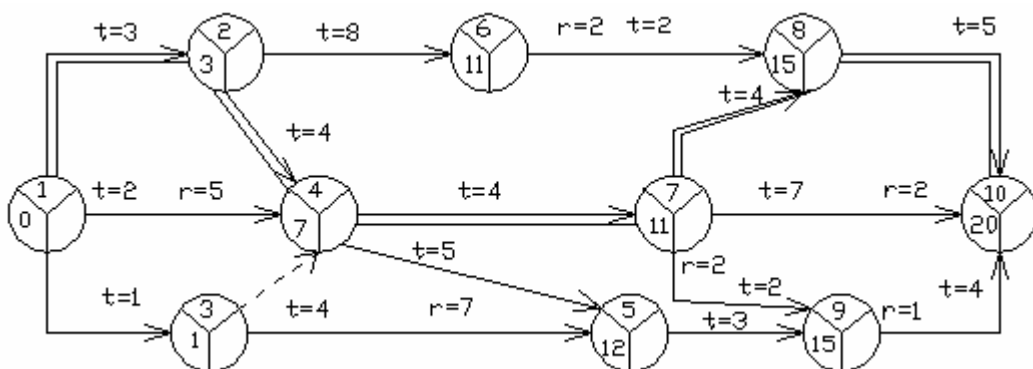 t=3 2 t=8 6 r=2 t=2 8 t=5
3 11 15
t=4 t=4
1 t=2 r=5 4 t=4 7 t=7 r=2 10
0 7 11 20
t=5 r=2
t=1 3 t=4 r=7 5 t=2 9 r=1 t=4
1 12 t=3 15